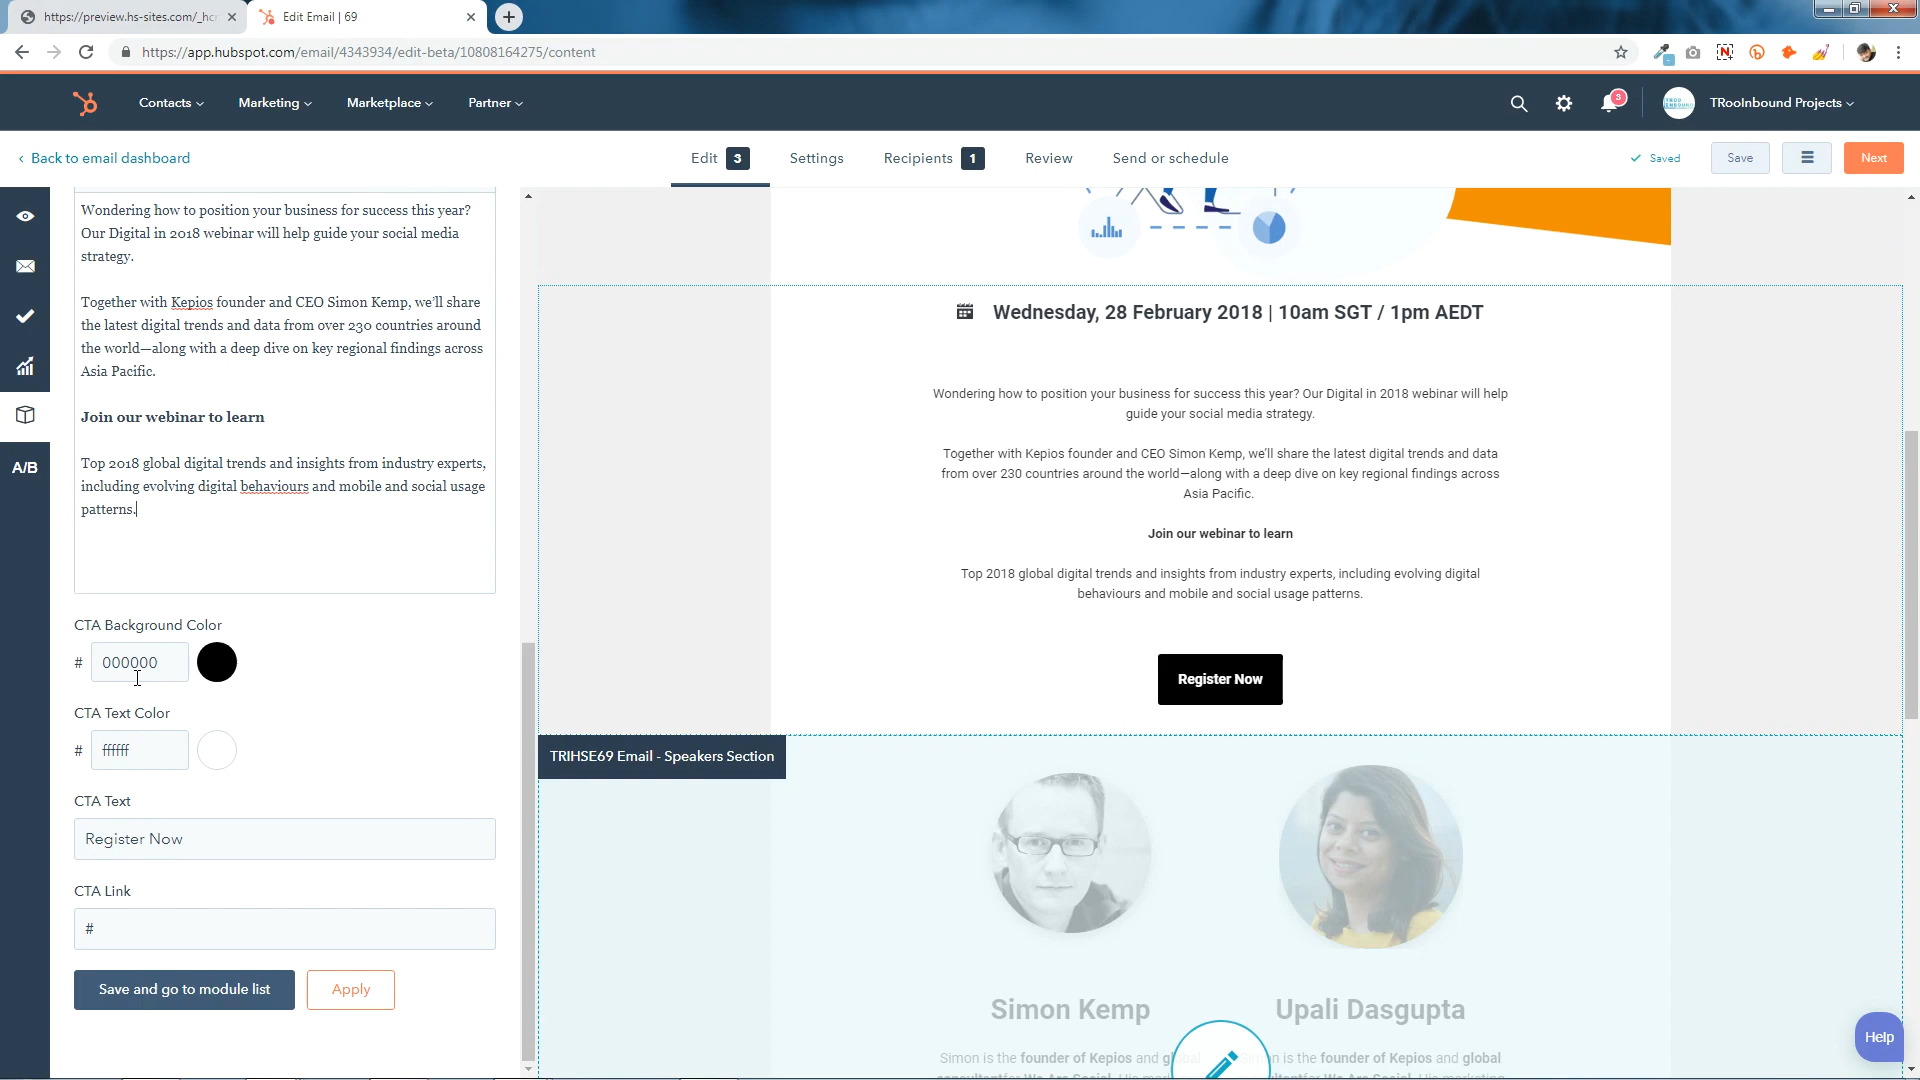 https://preview.hs-sites.com/_hcr
Edit Email | 69
https://app.hubspot.com/email/4343934/edit-beta/10808164275/content
Contacts
Marketing
Marketplace
Partner
3
TRooInbound Projects
Back to email dashboard
Edit 3
Settings
Recipients 1
Review
Send or schedule
Saved
Save
Next
A/B
Wondering how to position your business for success this year?
Our Digital in 2018 webinar will help guide your social media
strategy.
Together with Kepios founder and CEO Simon Kemp, we'll share
the latest digital trends and data from over 230 countries around
the world—along with a deep dive on key regional findings across
Asia Pacific.
Join our webinar to learn
Top 2018 global digital trends and insights from industry experts,
including evolving digital behaviours and mobile and social usage
patterns.
CTA Background Color
# 000000
CTA Text Color
# ffffff
CTA Text
Register Now
CTA Link
#
Save and go to module list
Apply
Wednesday, 28 February 2018 | 10am SGT / 1pm AEDT
Wondering how to position your business for success this year? Our Digital in 2018 webinar will help
guide your social media strategy.
Together with Kepios founder and CEO Simon Kemp, we'll share the latest digital trends and data
from over 230 countries around the world—along with a deep dive on key regional findings across
Asia Pacific.
Join our webinar to learn
Top 2018 global digital trends and insights from industry experts, including evolving digital
behaviours and mobile and social usage patterns.
Register Now
TRIHSE69 Email - Speakers Section
Simon Kemp
Upali Dasgupta
Simon is the founder of Kepios and
is the founder of Kepios and global
Help